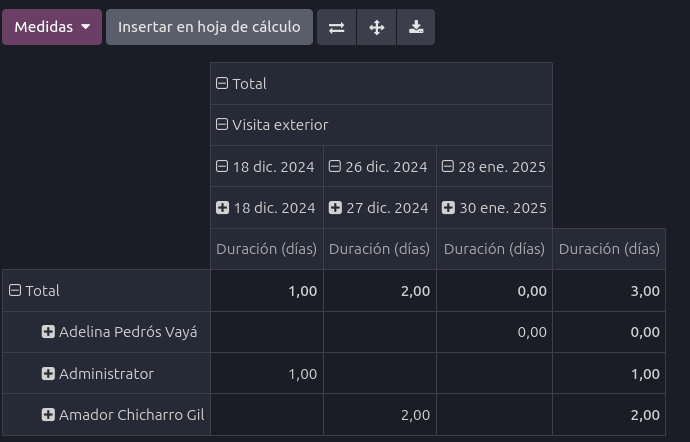 Medidas Insertar en hoja de cálculo
Total
Visita exterior
18 dic. 2024 26 dic. 2024 28 ene. 2025
18 dic. 2024 27 dic. 2024 30 ene. 2025
Duración (días) Duración (días) Duración (días) Duración (días)
Total 1,00 2,00 0,00 3,00
Adelina Pedrós Vayá 0,00 0,00
Administrator 1,00 1,00
Amador Chicharro Gil 2,00 2,00